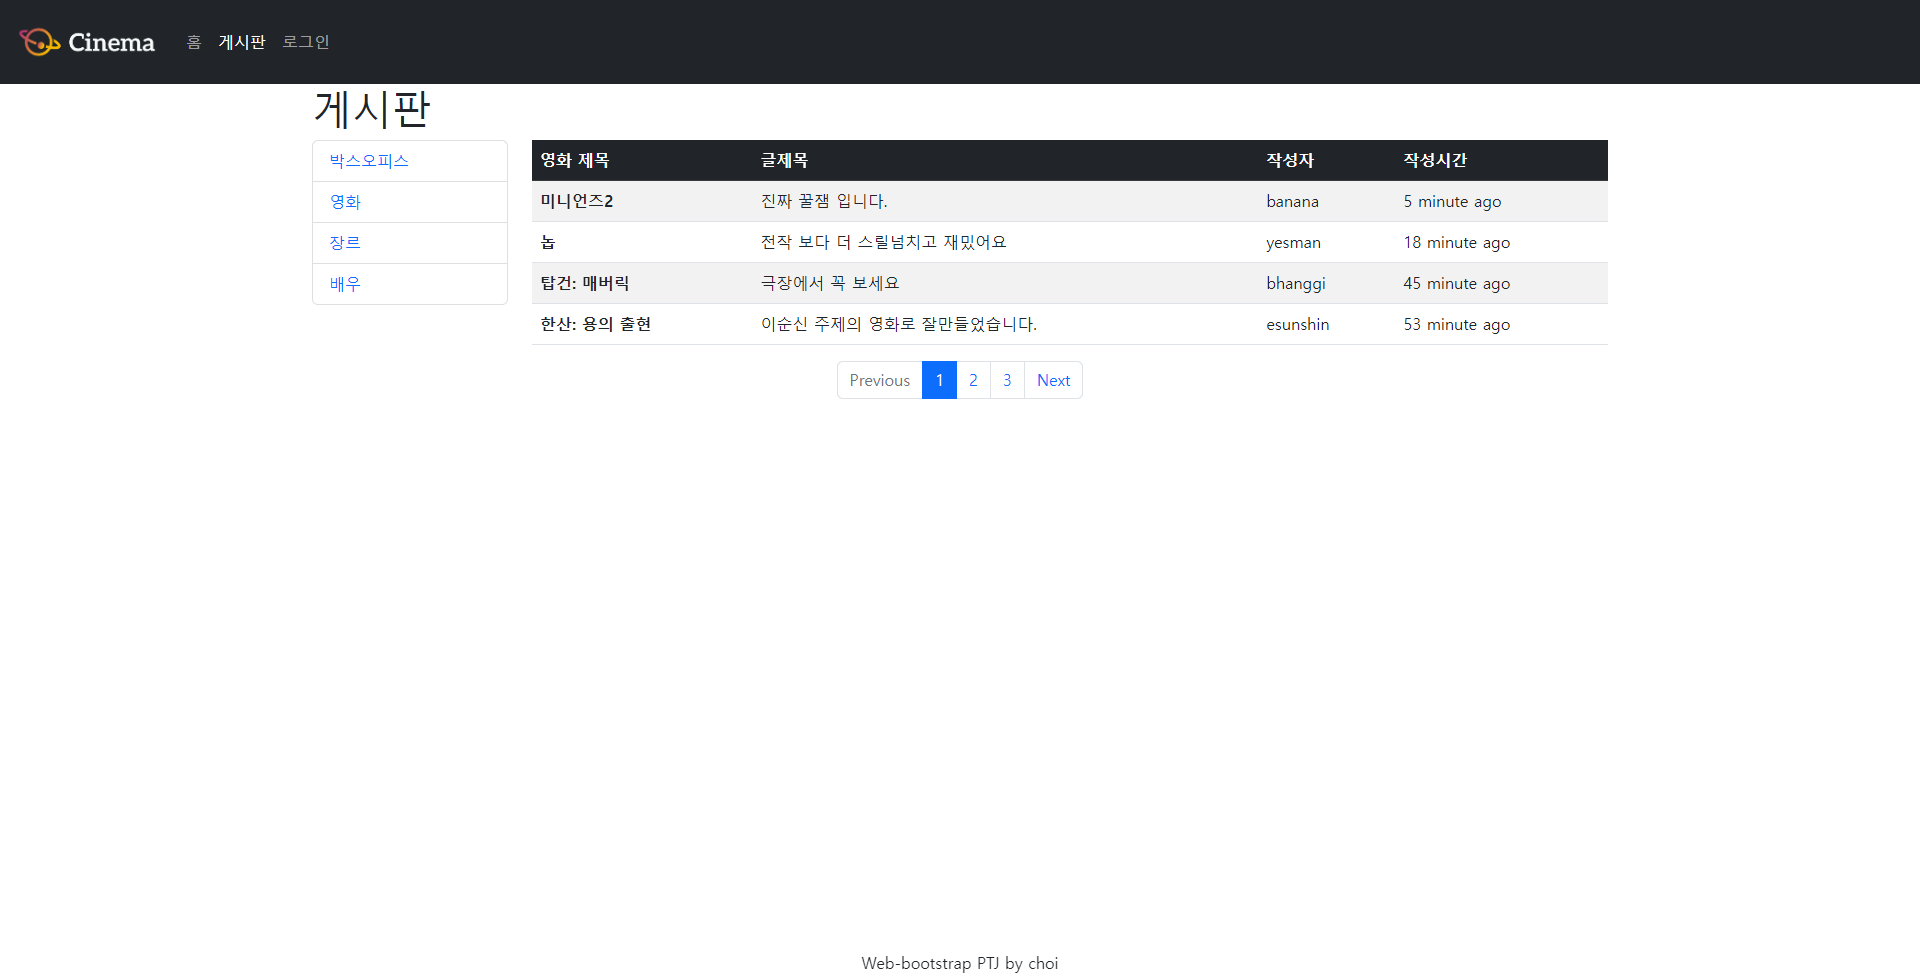 Cinema 홈 게시판 로그인
게시판
박스오피스
영화
장르
배우
영화 제목 글제목 작성자 작성시간
미니언즈2 진짜 꿀잼 입니다. banana 5 minute ago
놉 전작 보다 더 스릴넘치고 재밌어요 yesman 18 minute ago
탑건: 매버릭 극장에서 꼭 보세요 bhanggi 45 minute ago
한산: 용의 출현 이순신 주제의 영화로 잘만들었습니다. esunshin 53 minute ago
Previous 1 2 3 Next
Web-bootstrap PTJ by choi